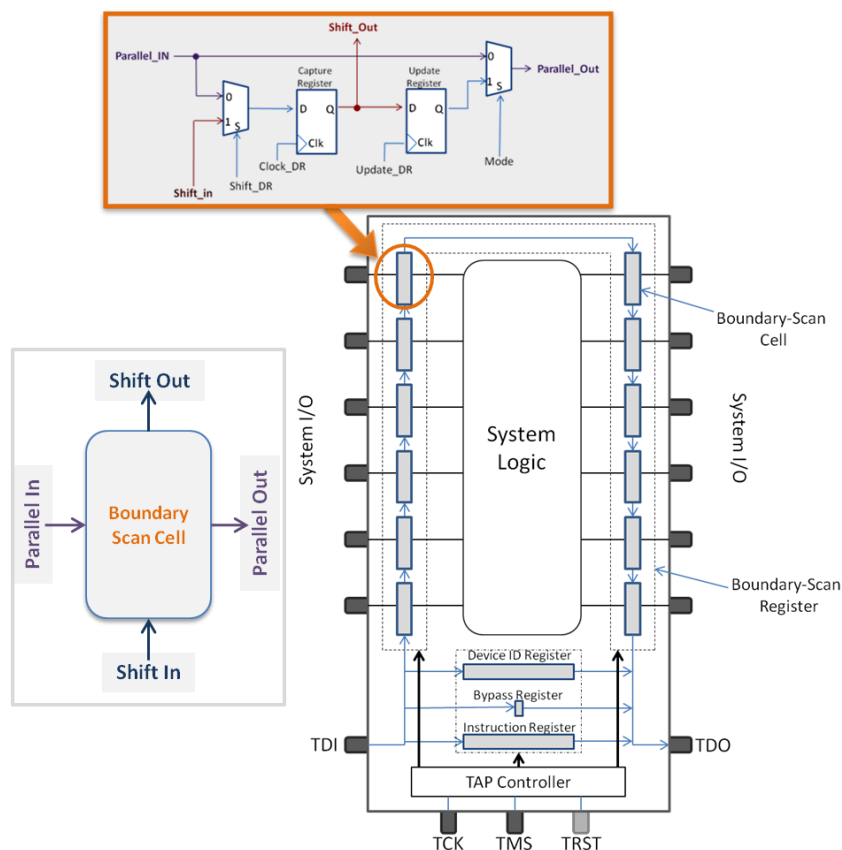 Shift_Out
Parallel_IN
Capture
Register
Update
Register
0
1
S
D
Q
Clk
D
Q
Clk
0
1
S
Parallel_Out
Clock_DR
Update_DR
Mode
Shift_in
Shift_DR
Shift Out
Parallel In
Boundary
Scan Cell
Parallel Out
Shift In
System I/O
System
Logic
System I/O
Boundary-Scan
Cell
Boundary-Scan
Register
Device ID Register
Bypass Register
Instruction Register
TDI
TDO
TAP Controller
TCK
TMS
TRST